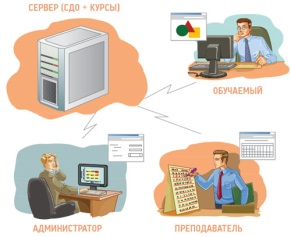 СЕРВЕР (СДО + КУРСЫ)
ОБУЧАЕМЫЙ
АДМИНИСТРАТОР
ПРЕПОДАВАТЕЛЬ